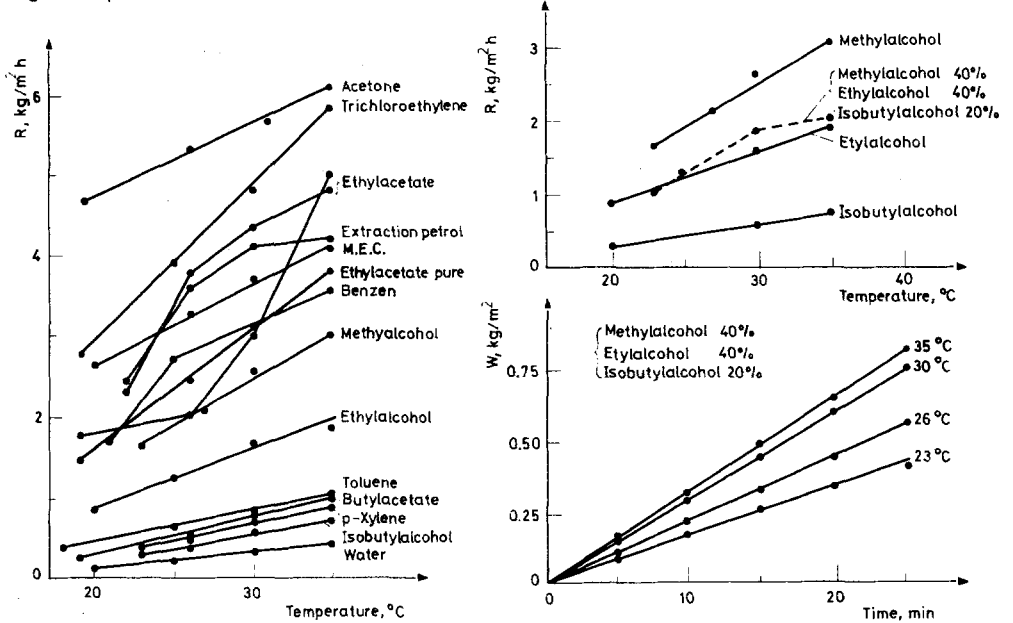 R, kg/m² h
6
4
2
0
20
30
Temperature, °C
Acetone
Trichloroethylene
Ethylacetate
Extraction petrol
M.E.C.
Ethylacetate pure
Benzen
Methyalcohol
Ethylalcohol
Toluene
Butylacetate
p-Xylene
Isobutylalcohol
Water
R, kg/m² h
3
2
1
0
20
30
40
Temperature, °C
Methylalcohol
Methylalcohol 40%
Ethylalcohol 40%
Isobutylalcohol 20%
Etylalcohol
Isobutylalcohol
W, kg/m²
0.75
0.50
0.25
0
0
10
20
Time, min
Methylalcohol 40%
Etylalcohol 40%
Isobutylalcohol 20%
35 °C
30 °C
26 °C
23 °C